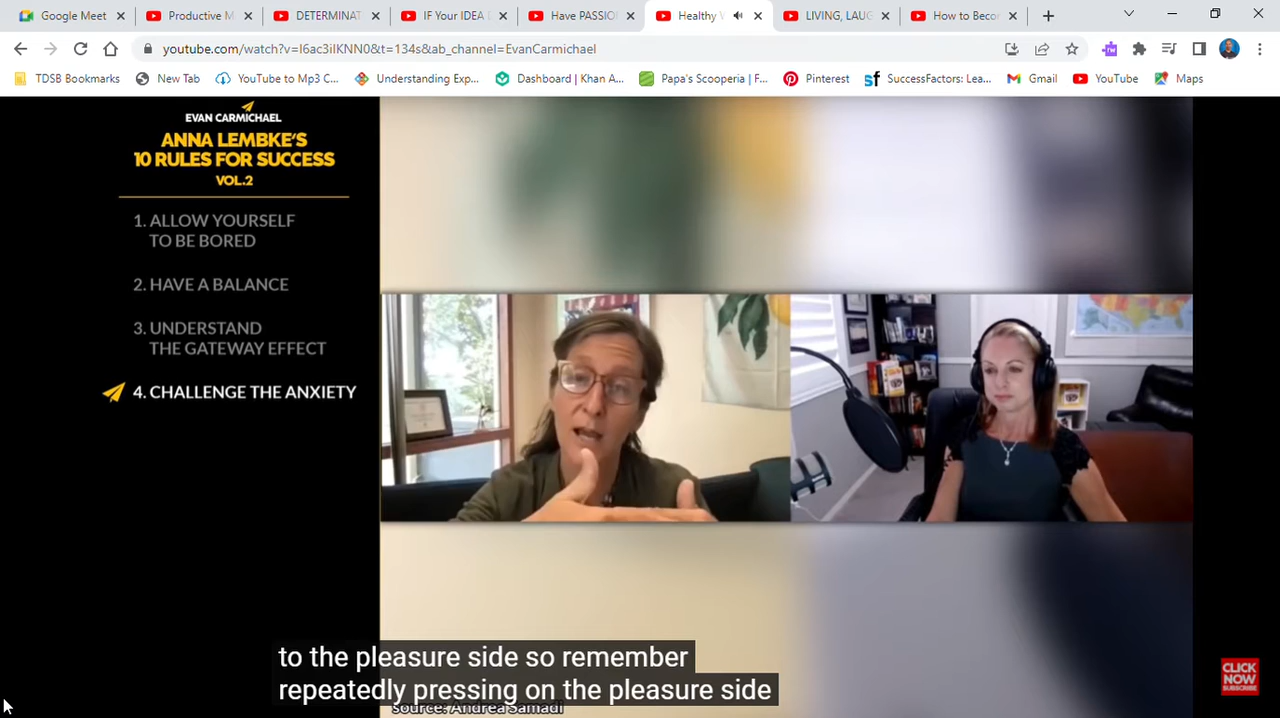 Google Meet
Productive M
DETERMINAT
IF Your IDEA
Have PASSIO
Healthy
LIVING, LAUG
How to Becor
youtube.com/watch?v=l6ac3iIKNN0&t=134s&ab_channel=EvanCarmichael
TDSB Bookmarks
New Tab
YouTube to Mp3 C...
Understanding Exp...
Dashboard | Khan A...
Papa's Scooperia | F...
Pinterest
SuccessFactors: Lea...
Gmail
YouTube
Maps
EVAN CARMICHAEL
ANNA LEMBKE'S
10 RULES FOR SUCCESS
VOL.2
1. ALLOW YOURSELF
TO BE BORED
2. HAVE A BALANCE
3. UNDERSTAND
THE GATEWAY EFFECT
4. CHALLENGE THE ANXIETY
to the pleasure side so remember
repeatedly pressing on the pleasure side
source: Andrea Samadi
CLICK
NOW
SUBSCRIBE